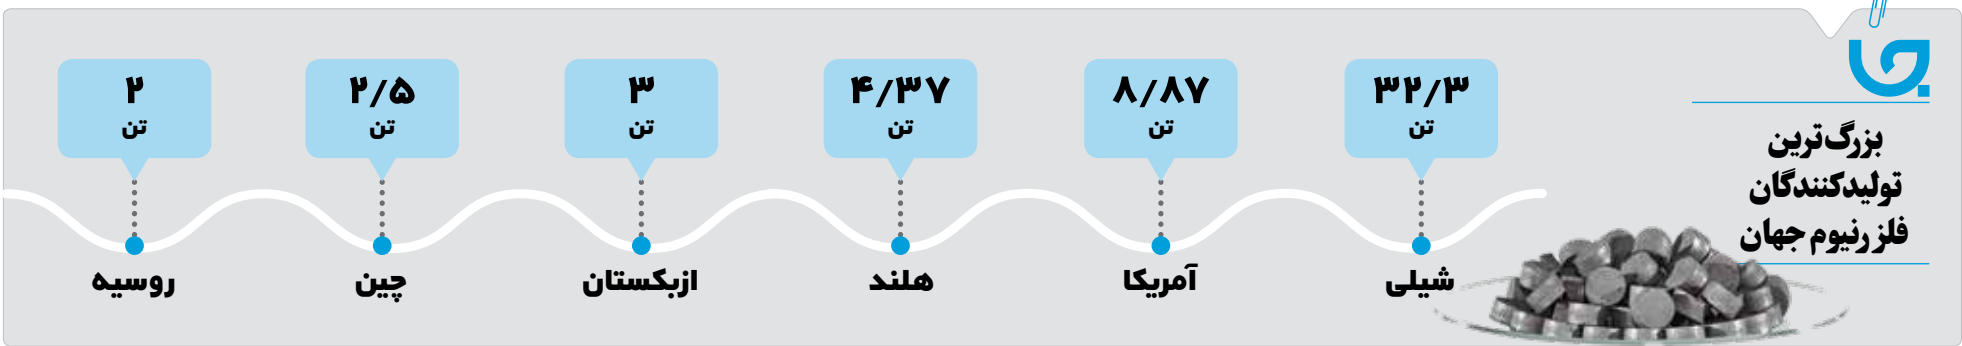 بزرگ‌ترین
تولیدکنندگان
فلز رنیوم جهان
۳۲/۳
تن
شیلی
۸/۸۷
تن
آمریکا
۴/۳۷
تن
هلند
۳
تن
ازبکستان
۲/۵
تن
چین
۲
تن
روسیه